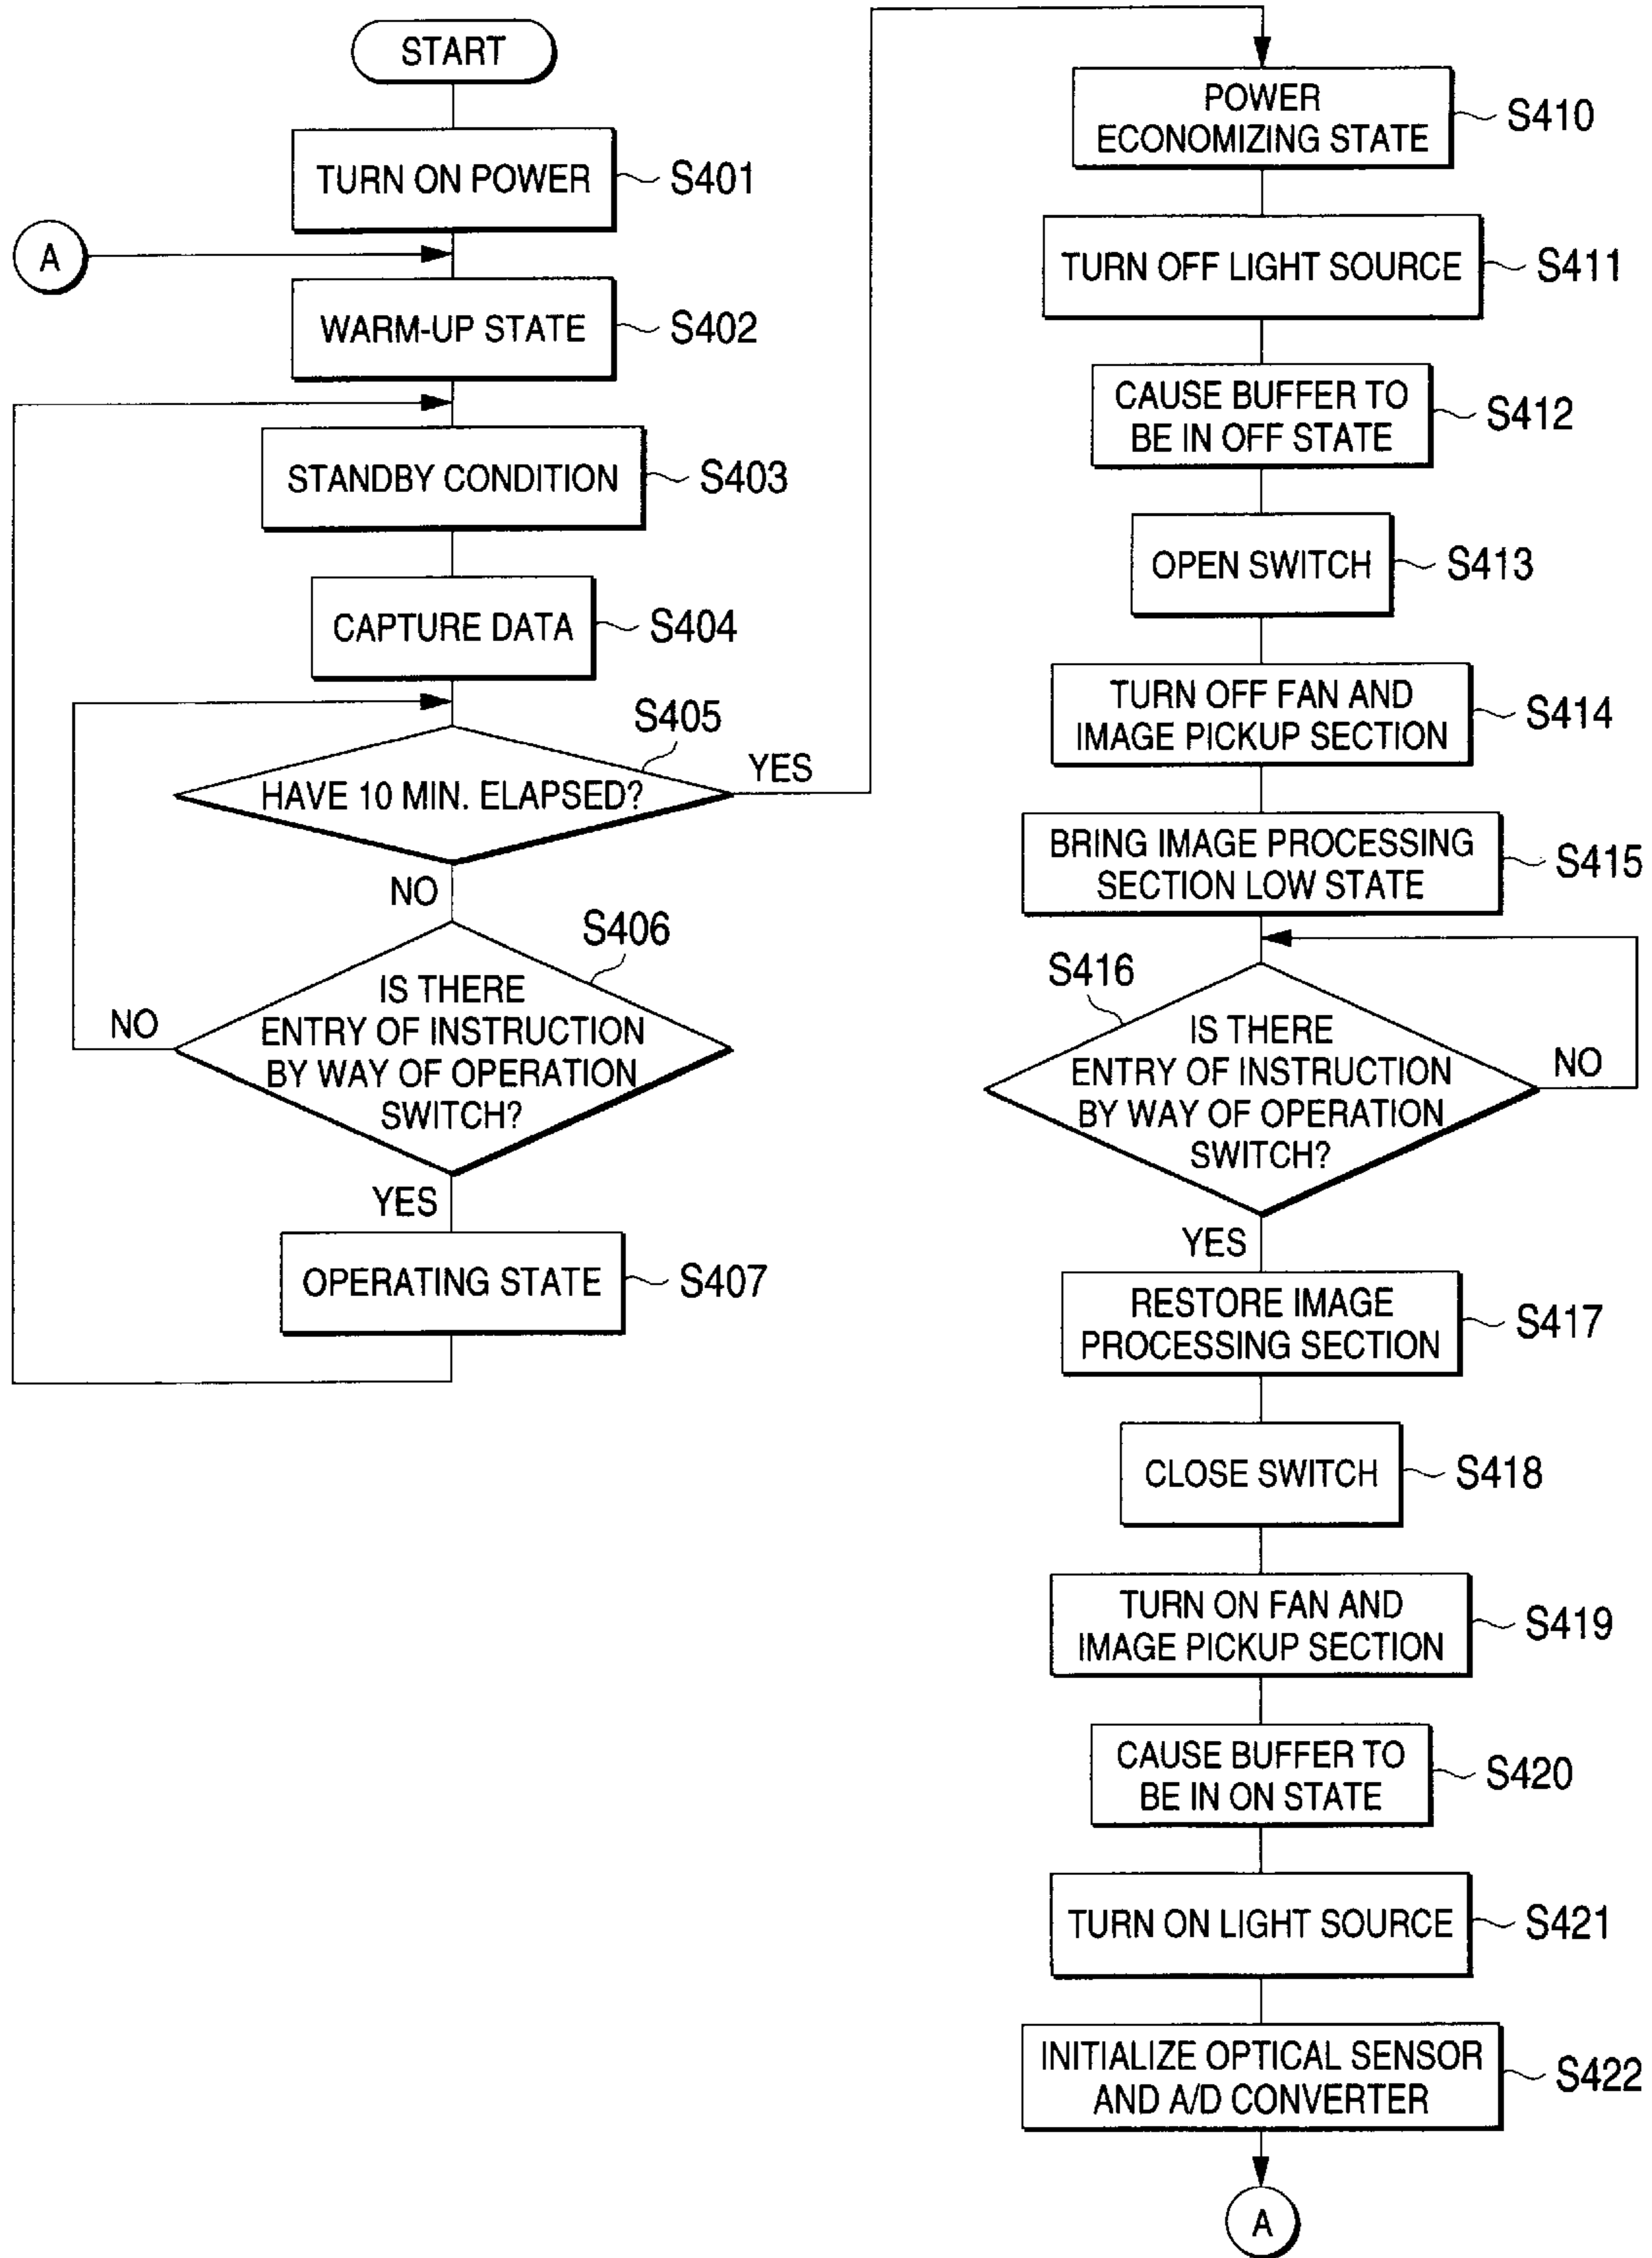 START
TURN ON POWER
S401
A
WARM-UP STATE
S402
STANDBY CONDITION
S403
CAPTURE DATA
S404
S405
HAVE 10 MIN. ELAPSED?
YES
NO
S406
IS THERE
ENTRY OF INSTRUCTION
BY WAY OF OPERATION
SWITCH?
NO
YES
OPERATING STATE
S407
POWER
ECONOMIZING STATE
S410
TURN OFF LIGHT SOURCE
S411
CAUSE BUFFER TO
BE IN OFF STATE
S412
OPEN SWITCH
S413
TURN OFF FAN AND
IMAGE PICKUP SECTION
S414
BRING IMAGE PROCESSING
SECTION LOW STATE
S415
S416
IS THERE
ENTRY OF INSTRUCTION
BY WAY OF OPERATION
SWITCH?
NO
YES
RESTORE IMAGE
PROCESSING SECTION
S417
CLOSE SWITCH
S418
TURN ON FAN AND
IMAGE PICKUP SECTION
S419
CAUSE BUFFER TO
BE IN ON STATE
S420
TURN ON LIGHT SOURCE
S421
INITIALIZE OPTICAL SENSOR
AND A/D CONVERTER
S422
A